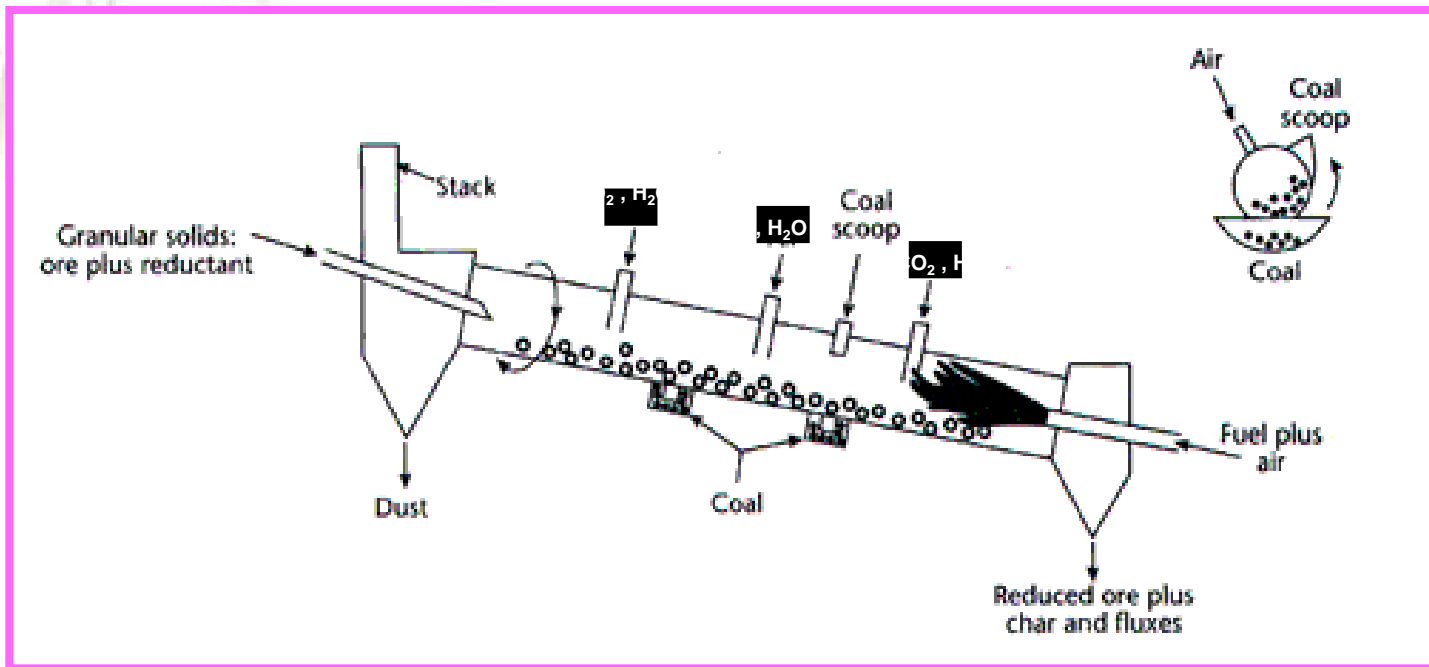 Air
Coal
scoop
Coal
Stack
Granular solids:
ore plus reductant
₂ , H₂
, H₂O
Coal
scoop
O₂ , H
Fuel plus
air
Dust
Coal
Reduced ore plus
char and fluxes